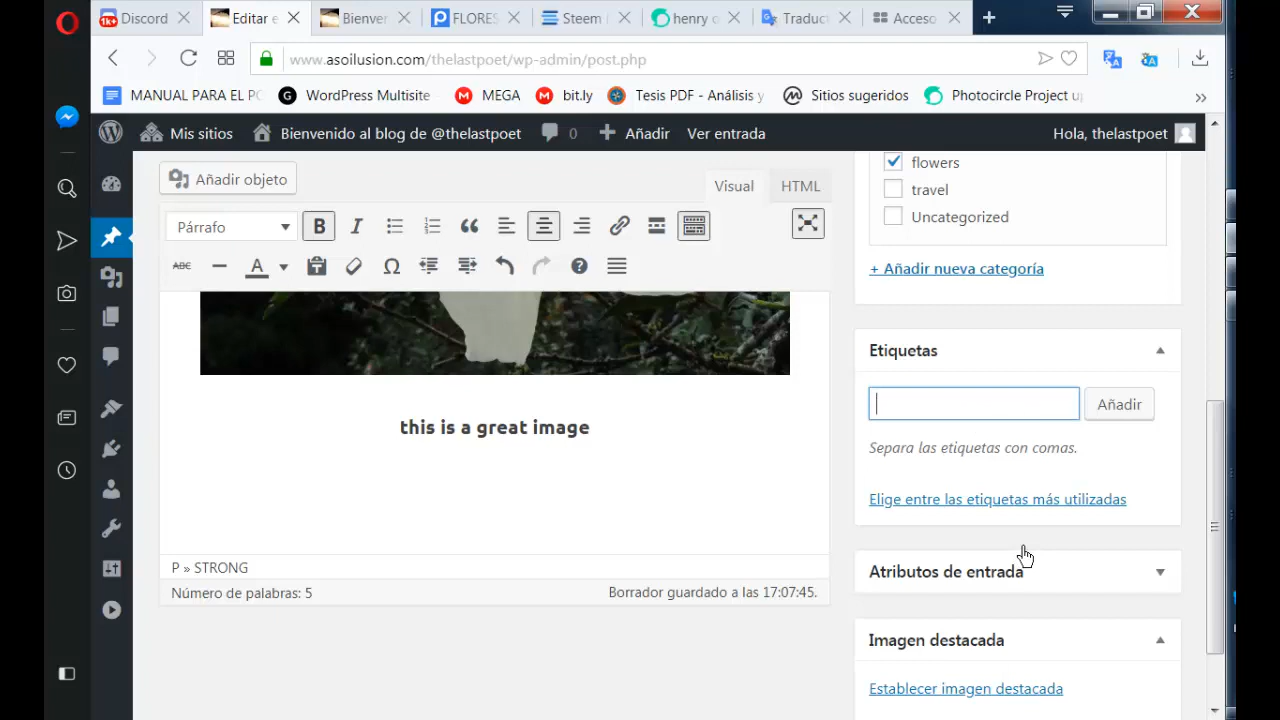 Discord
Editar e
Bienver
FLORES
Steem
henry o
Traduct
Acceso
www.asoilusion.com/thelastpoet/wp-admin/post.php
MANUAL PARA EL PO
WordPress Multisite
MEGA
bit.ly
Tesis PDF - Análisis y
Sitios sugeridos
Photocircle Project up
Mis sitios
Bienvenido al blog de @thelastpoet
0
Añadir
Ver entrada
Hola, thelastpoet
Añadir objeto
Visual
HTML
Párrafo
B
I
ABC
A
this is a great image
P » STRONG
Número de palabras: 5
Borrador guardado a las 17:07:45.
flowers
travel
Uncategorized
+ Añadir nueva categoría
Etiquetas
Añadir
Separa las etiquetas con comas.
Elige entre las etiquetas más utilizadas
Atributos de entrada
Imagen destacada
Establecer imagen destacada